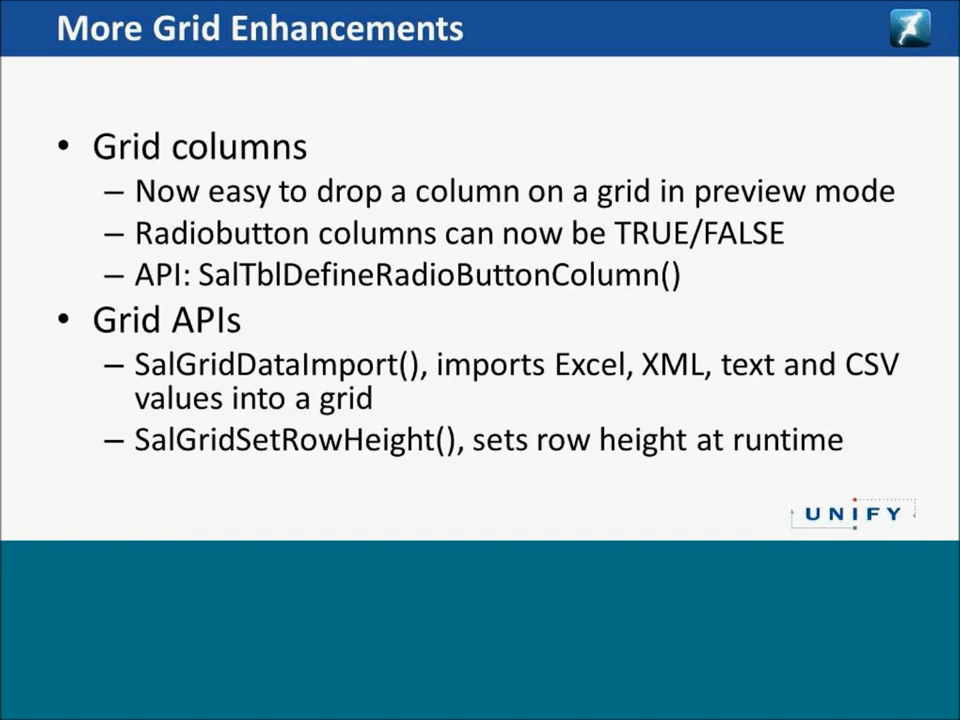 More Grid Enhancements
• Grid columns
– Now easy to drop a column on a grid in preview mode
– Radiobutton columns can now be TRUE/FALSE
– API: SalTblDefineRadioButtonColumn()
• Grid APIs
– SalGridDataImport(), imports Excel, XML, text and CSV
values into a grid
– SalGridSetRowHeight(), sets row height at runtime
UNIFY